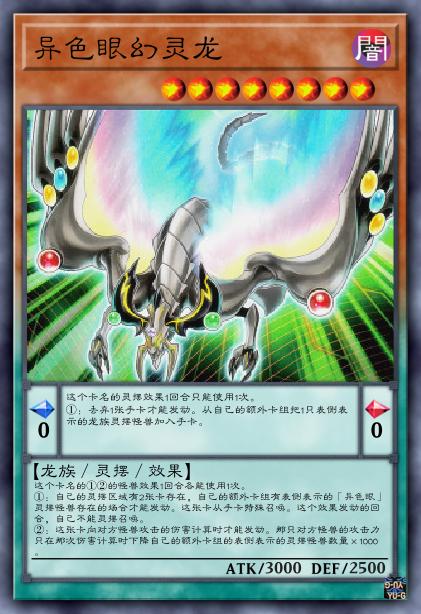 异色眼幻灵龙
闇
这个卡名的灵摆效果1回合只能使用1次。
①：去弃1张手卡才能发动。从自己的额外卡组把1只表侧表
示的龙族灵摆怪兽加入手卡。
0
0
【龙族／灵摆／效果】
这个卡名的①②的怪兽效果1回合各能使用1次。
①：自己的灵摆区域有2张卡存在，自己的额外卡组有表侧表示的「异色眼」
灵摆怪兽存在的场合才能发动。这张卡从手卡特殊召唤。这个效果发动的回
合，自己不能灵摆召唤。
②：这张卡向对方怪兽攻击的伤害计算时才能发动。那只对方怪兽的攻击力
只在那次伤害计算时下降自己的额外卡组的表侧表示的灵摆怪兽数量×1000
。
ATK/3000 DEF/2500